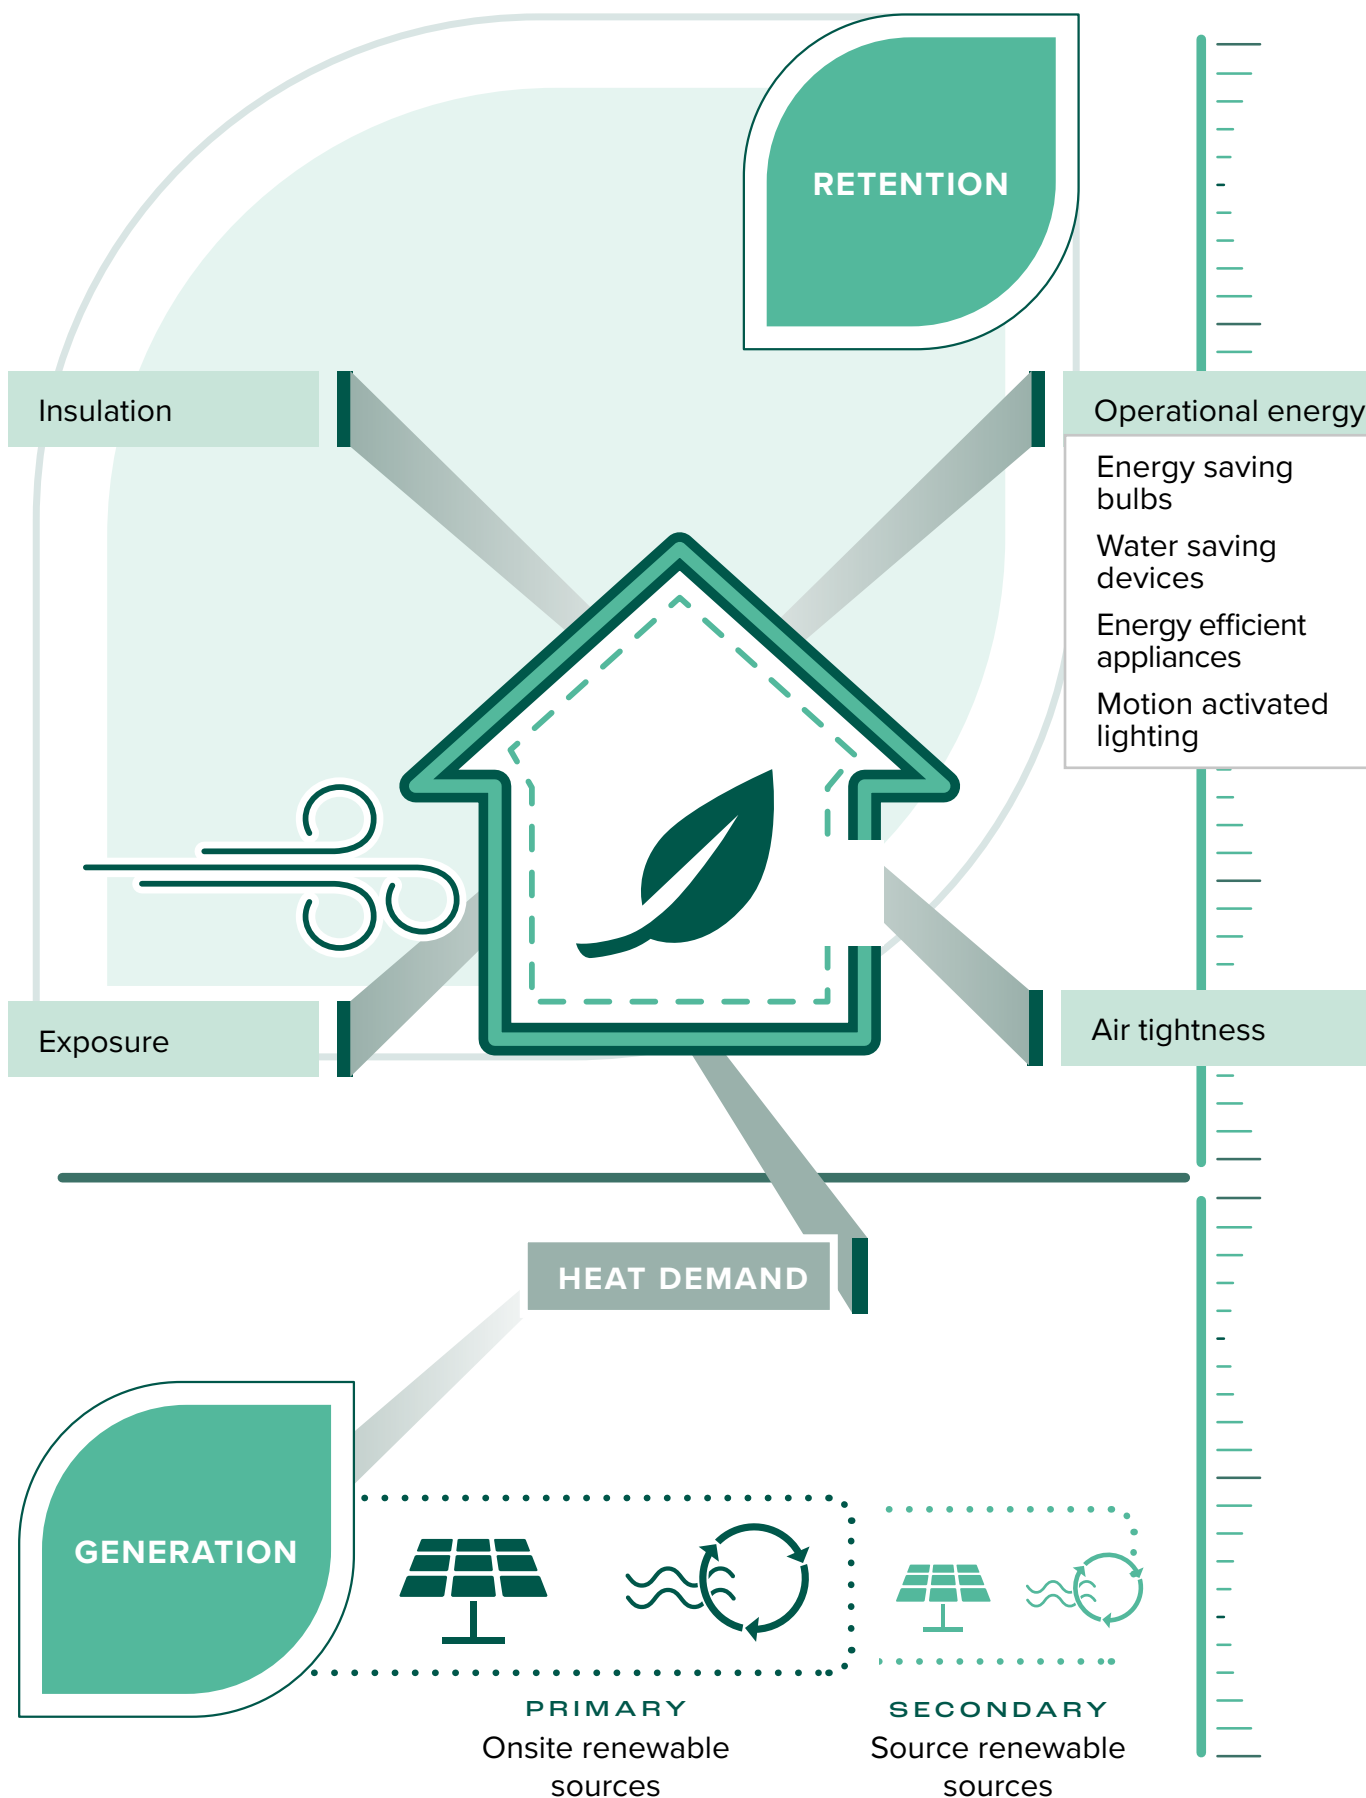 RETENTION
Insulation
Operational energy
Energy saving
bulbs
Water saving
devices
Energy efficient
appliances
Motion activated
lighting
Exposure
Air tightness
HEAT DEMAND
GENERATION
PRIMARY
Onsite renewable
sources
SECONDARY
Source renewable
sources